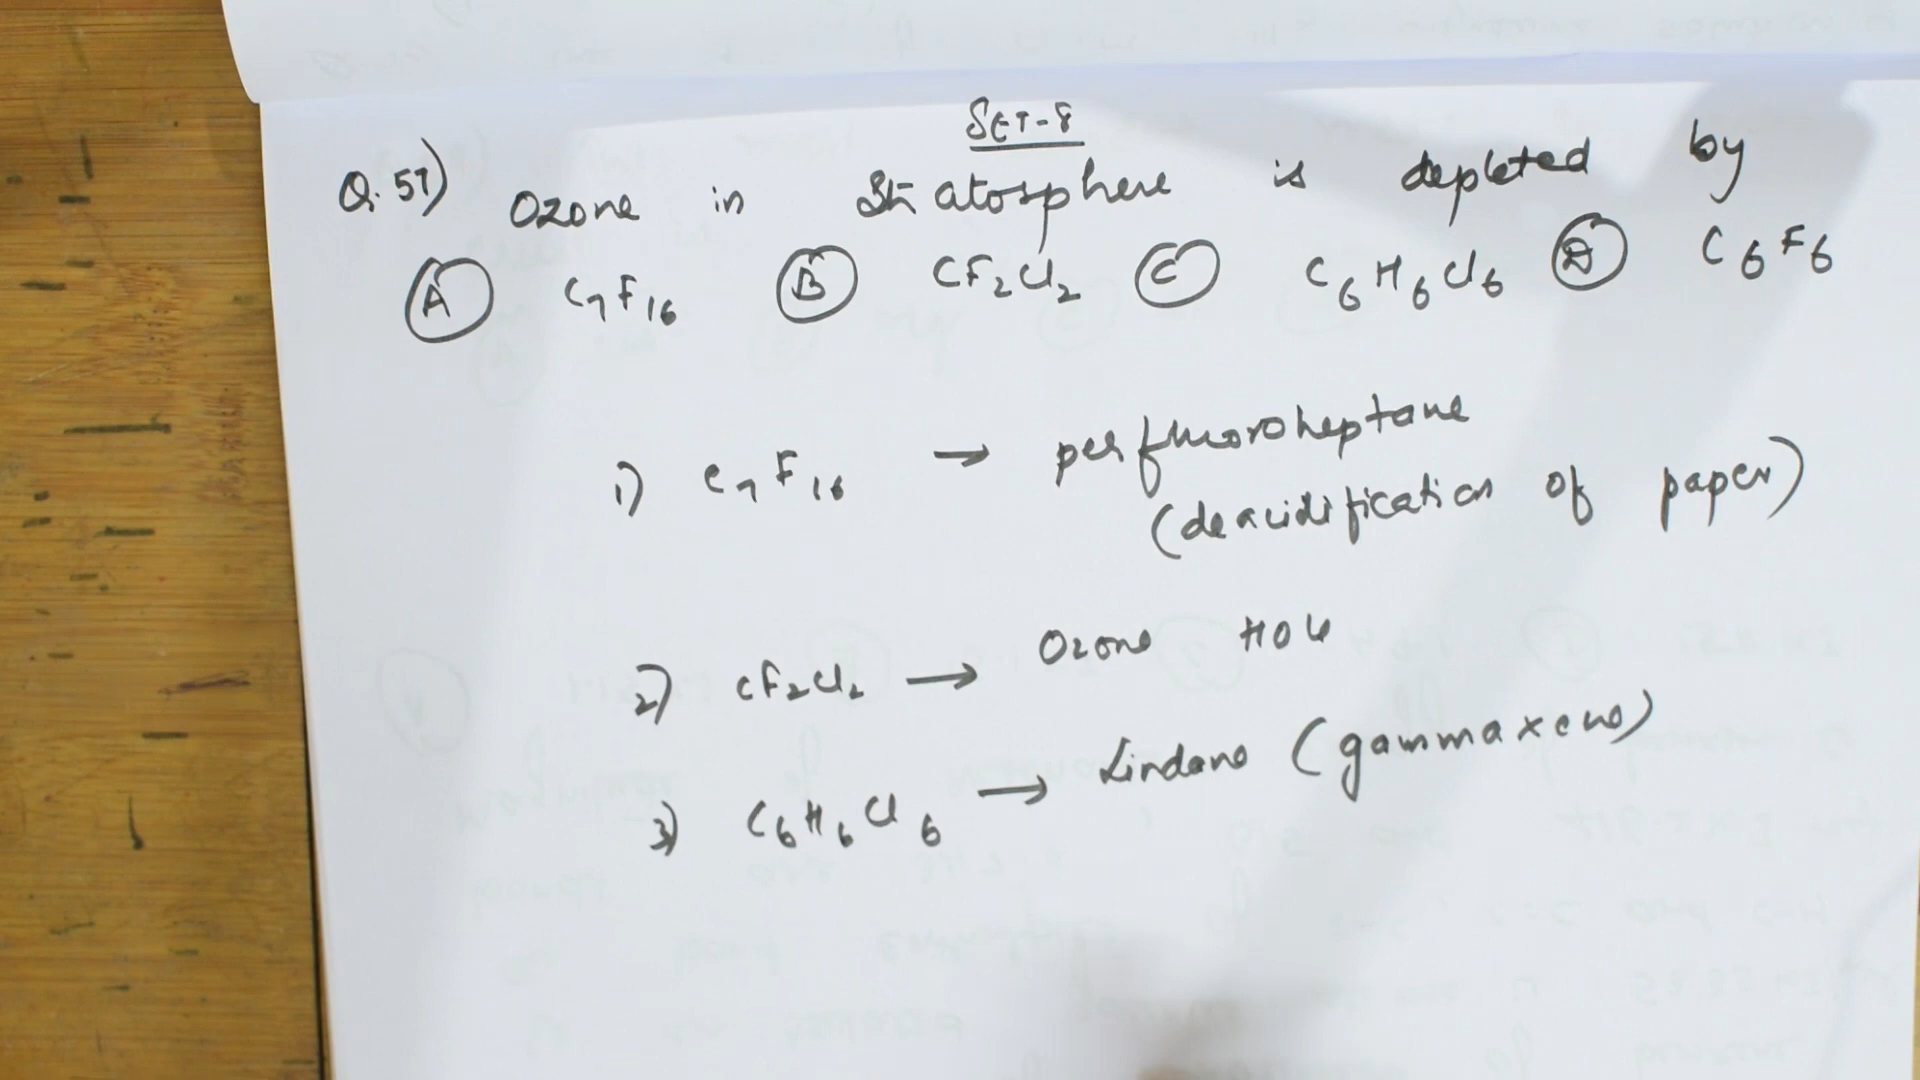 SET-8
Q.57) Ozone in Stratosphere is depleted by
A C7F16 B CF2Cl2 C C6H6Cl6 D C6F6
1) C7F16 → perfluoroheptane
(deacidification of paper)
2) CF2Cl2 → Ozone Hole
3) C6H6Cl6 → Lindane (gammaxene)